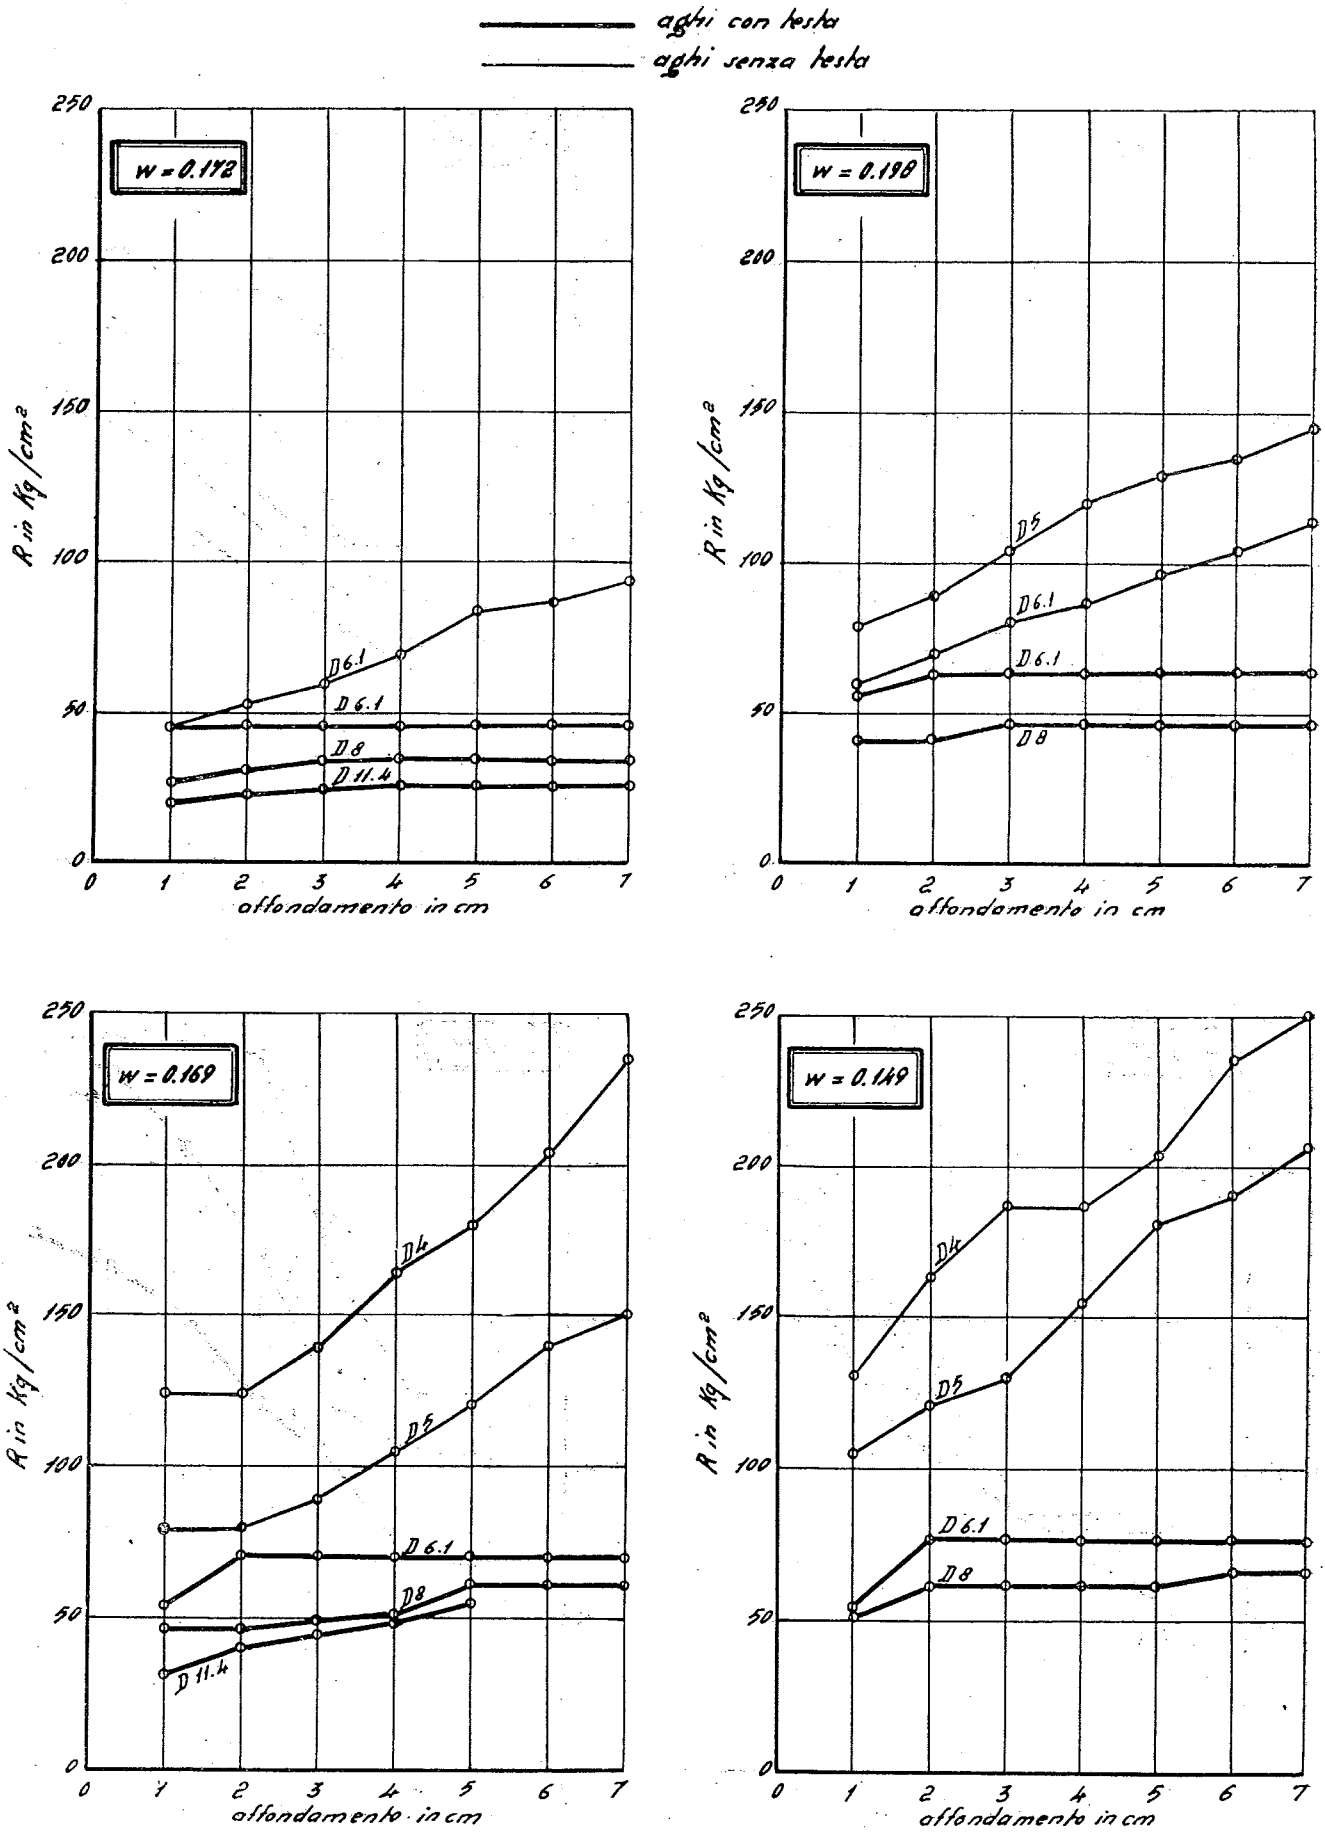 aghi con testa
aghi senza testa
250
w = 0.172
200
150
100
50
0
R in Kg/cm²
D 6.1
D 6.1
D 8
D 11.4
0 1 2 3 4 5 6 7
affondamento in cm
250
w = 0.198
200
150
100
50
0
R in Kg/cm²
D 5
D 6.1
D 6.1
D 8
0 1 2 3 4 5 6 7
affondamento in cm
250
w = 0.169
200
150
100
50
0
R in Kg/cm²
D 4
D 5
D 6.1
D 8
D 11.4
0 1 2 3 4 5 6 7
affondamento in cm
250
w = 0.149
200
150
100
50
0
R in Kg/cm²
D 4
D 5
D 6.1
D 8
0 1 2 3 4 5 6 7
affondamento in cm